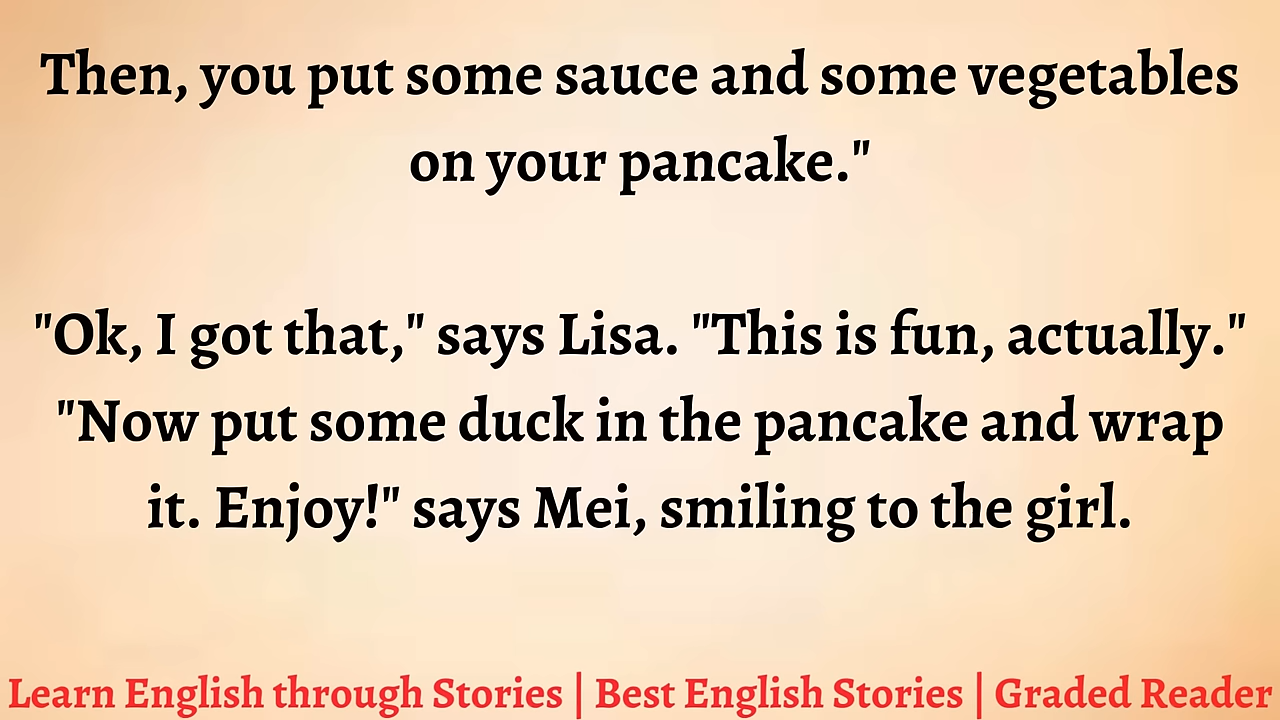 Then, you put some sauce and some vegetables
on your pancake."
"Ok, I got that," says Lisa. "This is fun, actually."
"Now put some duck in the pancake and wrap
it. Enjoy!" says Mei, smiling to the girl.
Learn English through Stories | Best English Stories | Graded Reader